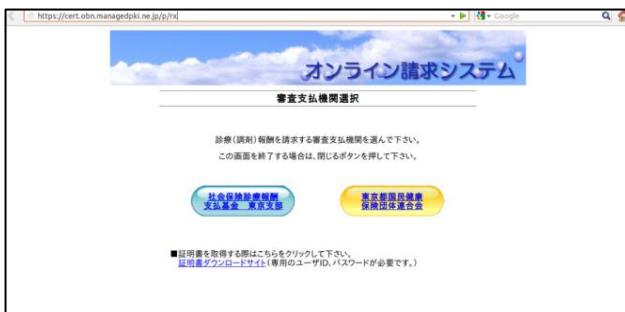 https://cert.obn.managedpki.ne.jp/p/rx
Google
オンライン請求システム
審査支払機関選択
診療(調剤)報酬を請求する審査支払機関を選んで下さい。
この画面を終了する場合は、閉じるボタンを押して下さい。
社会保険診療報酬
支払基金 東京支部
東京都国民健康
保険団体連合会
■証明書を取得する際はこちらをクリックして下さい。
証明書ダウンロードサイト(専用のユーザID、パスワードが必要です。)